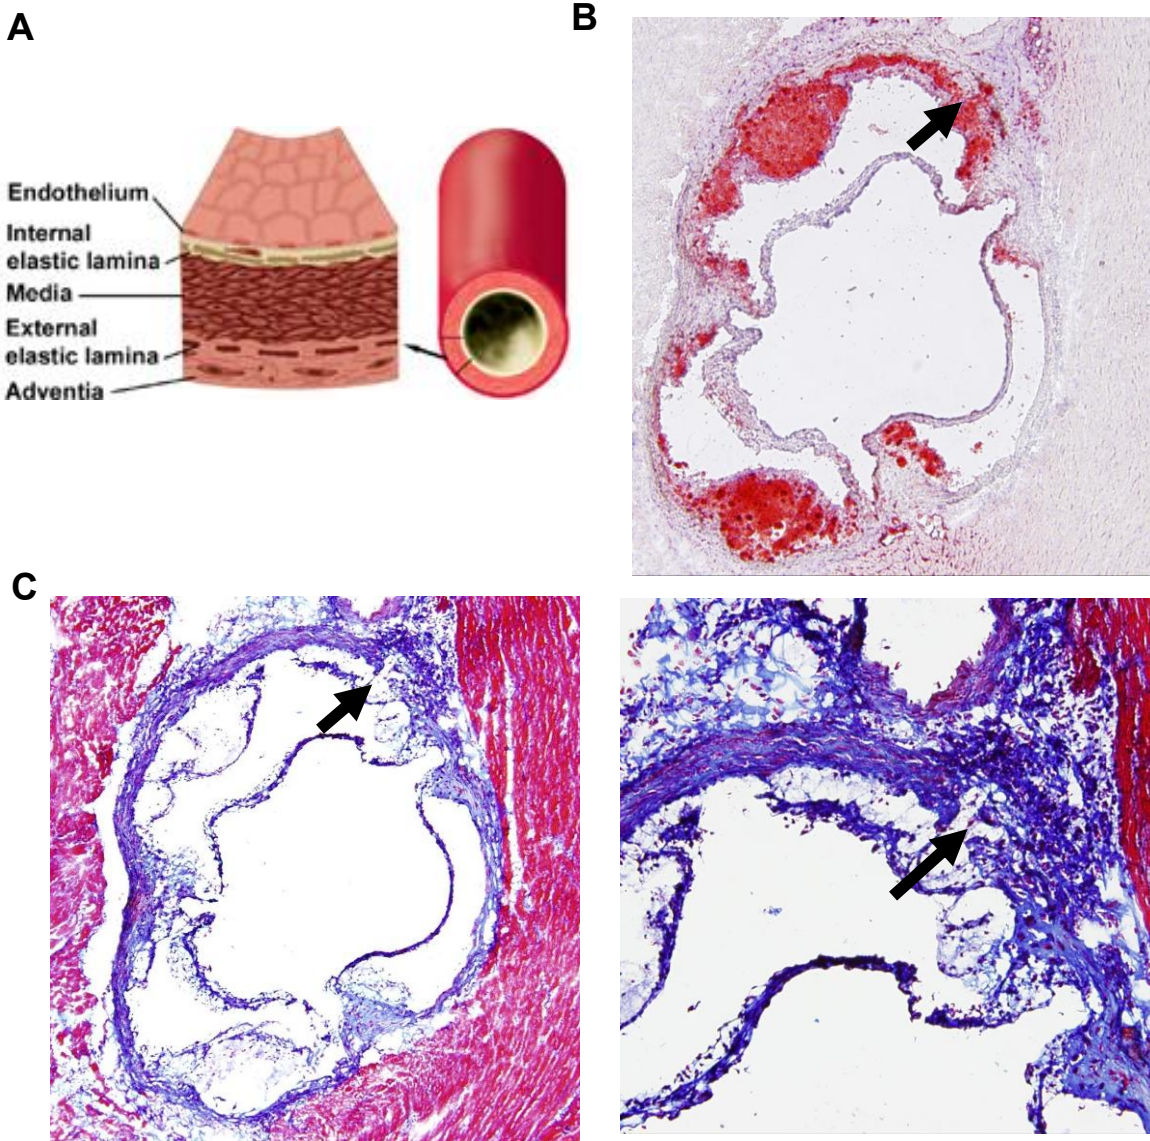 A
B
Endothelium
Internal
elastic lamina
Media
External
elastic lamina
Adventia
C